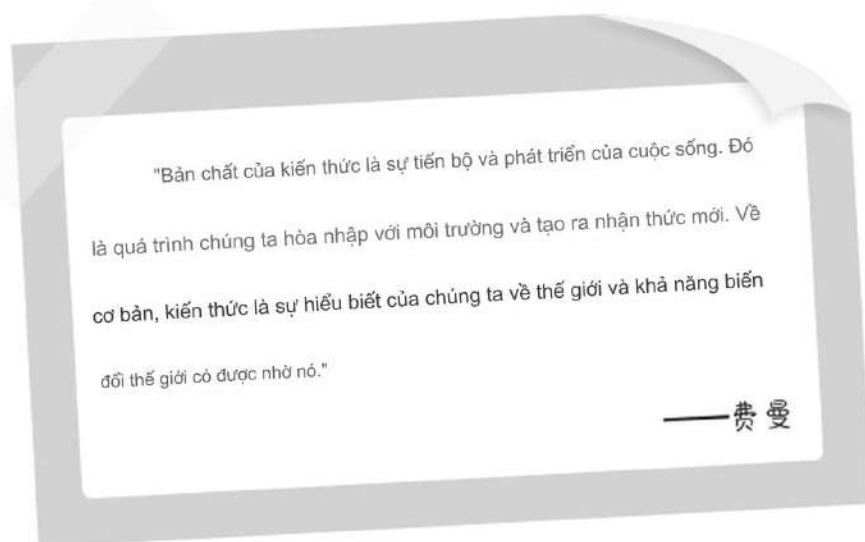 "Bản chất của kiến thức là sự tiến bộ và phát triển của cuộc sống. Đó
là quá trình chúng ta hòa nhập với môi trường và tạo ra nhận thức mới. Về
cơ bản, kiến thức là sự hiểu biết của chúng ta về thế giới và khả năng biến
đổi thế giới có được nhờ nó."
——费曼